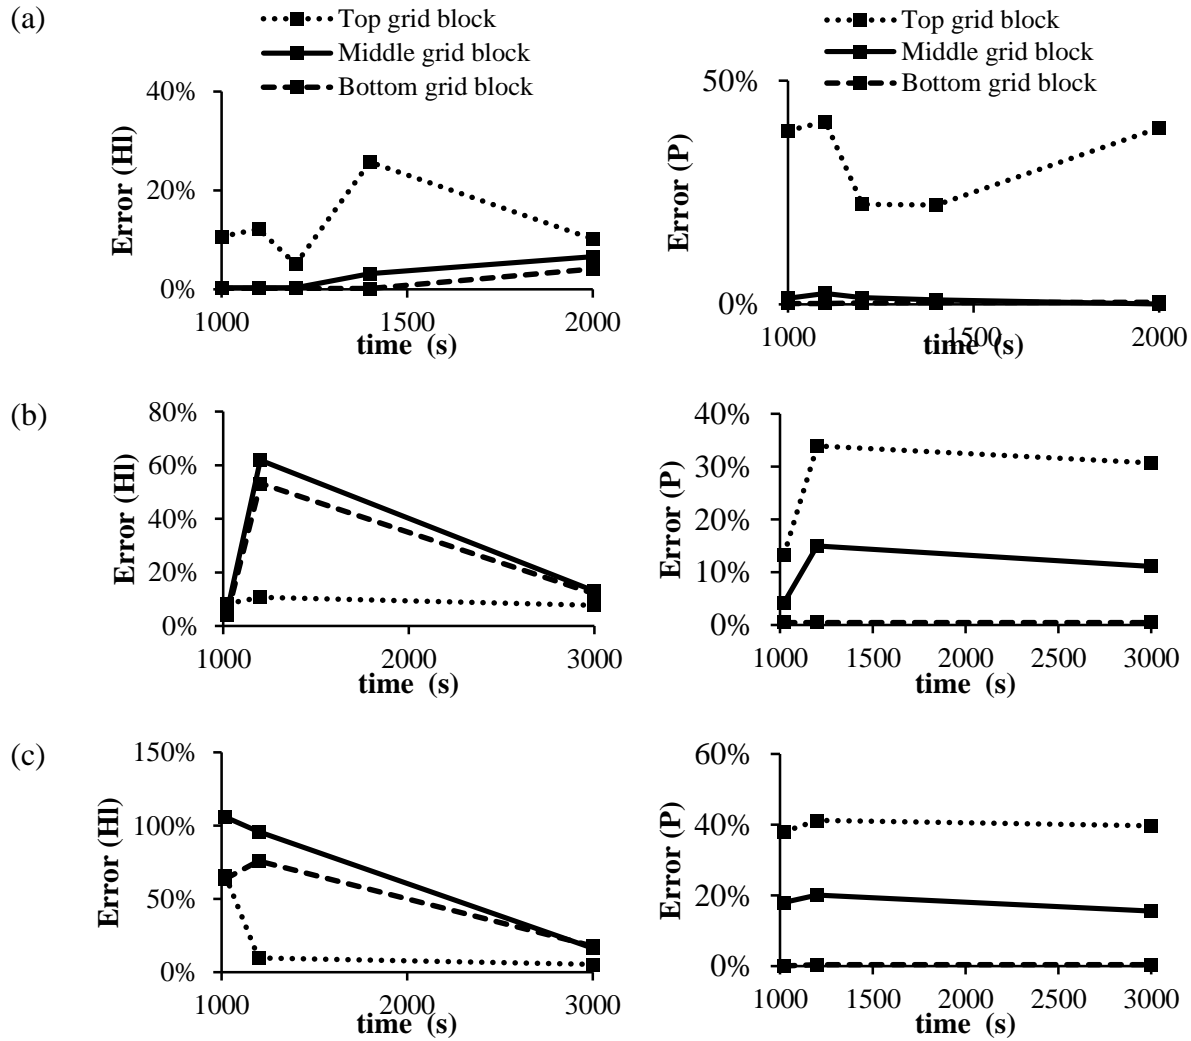 (a)
Top grid block
Middle grid block
Bottom grid block
40%
20%
0%
Error (Hl)
1000
1500
2000
time (s)
Top grid block
Middle grid block
Bottom grid block
50%
0%
Error (P)
1000
1500
2000
time (s)
(b)
80%
60%
40%
20%
0%
Error (Hl)
1000
2000
3000
time (s)
40%
30%
20%
10%
0%
Error (P)
1000
1500
2000
2500
3000
time (s)
(c)
150%
100%
50%
0%
Error (Hl)
1000
2000
3000
time (s)
60%
40%
20%
0%
Error (P)
1000
1500
2000
2500
3000
time (s)